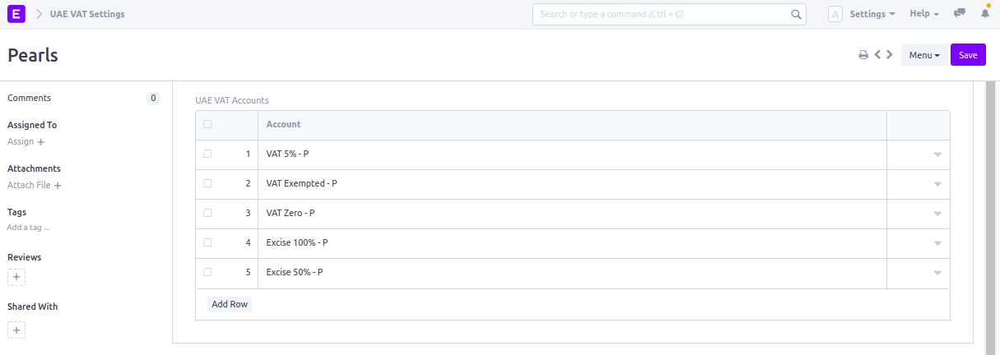 E UAE VAT Settings Search or type a command (Ctrl + G) A Settings Help
Pearls Menu Save
Comments 0
Assigned To
Assign +
Attachments
Attach File +
Tags
Add a tag ...
Reviews
+
Shared With
+
UAE VAT Accounts
Account
1 VAT 5% - P
2 VAT Exempted - P
3 VAT Zero - P
4 Excise 100% - P
5 Excise 50% - P
Add Row